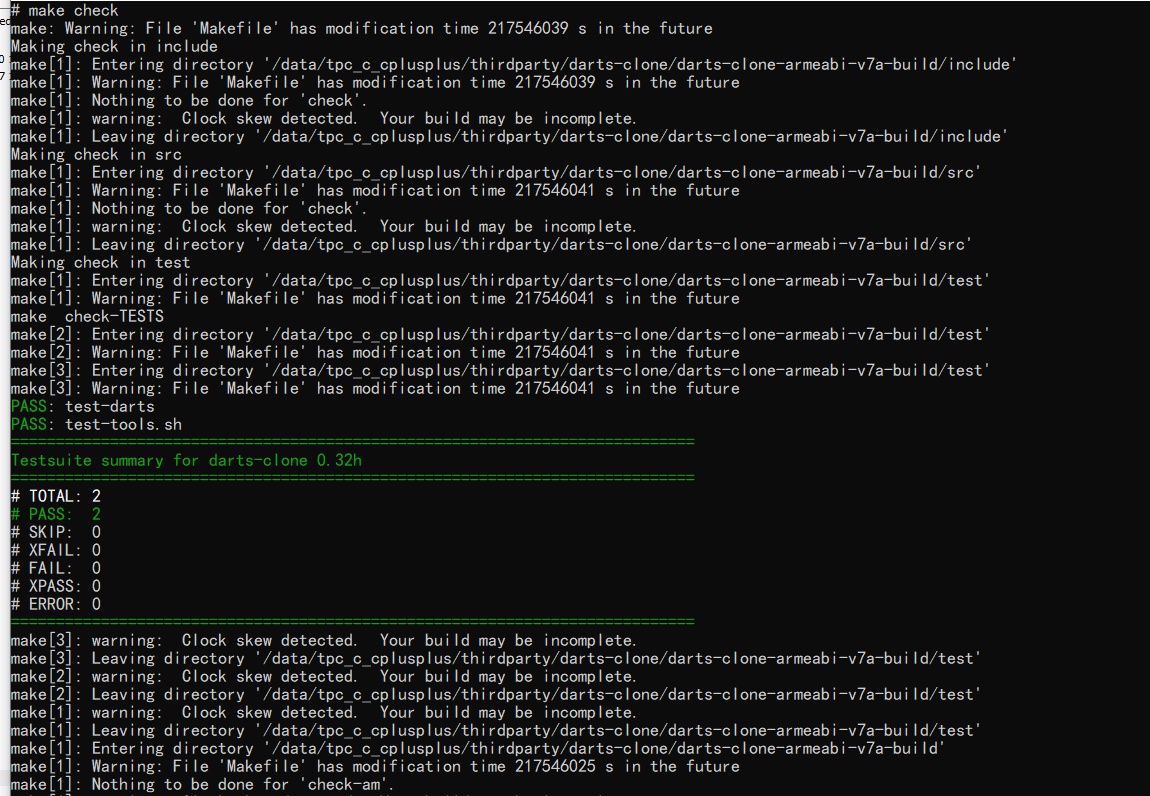 # make check
make: Warning: File 'Makefile' has modification time 217546039 s in the future
Making check in include
make[1]: Entering directory '/data/tpc_c_cplusplus/thirdparty/darts-clone/darts-clone-armeabi-v7a-build/include'
make[1]: Warning: File 'Makefile' has modification time 217546039 s in the future
make[1]: Nothing to be done for 'check'.
make[1]: warning:  Clock skew detected.  Your build may be incomplete.
make[1]: Leaving directory '/data/tpc_c_cplusplus/thirdparty/darts-clone/darts-clone-armeabi-v7a-build/include'
Making check in src
make[1]: Entering directory '/data/tpc_c_cplusplus/thirdparty/darts-clone/darts-clone-armeabi-v7a-build/src'
make[1]: Warning: File 'Makefile' has modification time 217546041 s in the future
make[1]: Nothing to be done for 'check'.
make[1]: warning:  Clock skew detected.  Your build may be incomplete.
make[1]: Leaving directory '/data/tpc_c_cplusplus/thirdparty/darts-clone/darts-clone-armeabi-v7a-build/src'
Making check in test
make[1]: Entering directory '/data/tpc_c_cplusplus/thirdparty/darts-clone/darts-clone-armeabi-v7a-build/test'
make[1]: Warning: File 'Makefile' has modification time 217546041 s in the future
make  check-TESTS
make[2]: Entering directory '/data/tpc_c_cplusplus/thirdparty/darts-clone/darts-clone-armeabi-v7a-build/test'
make[2]: Warning: File 'Makefile' has modification time 217546041 s in the future
make[3]: Entering directory '/data/tpc_c_cplusplus/thirdparty/darts-clone/darts-clone-armeabi-v7a-build/test'
make[3]: Warning: File 'Makefile' has modification time 217546041 s in the future
PASS: test-darts
PASS: test-tools.sh
============================================================================
Testsuite summary for darts-clone 0.32h
============================================================================
# TOTAL: 2
# PASS:  2
# SKIP:  0
# XFAIL: 0
# FAIL:  0
# XPASS: 0
# ERROR: 0
============================================================================
make[3]: warning:  Clock skew detected.  Your build may be incomplete.
make[3]: Leaving directory '/data/tpc_c_cplusplus/thirdparty/darts-clone/darts-clone-armeabi-v7a-build/test'
make[2]: warning:  Clock skew detected.  Your build may be incomplete.
make[2]: Leaving directory '/data/tpc_c_cplusplus/thirdparty/darts-clone/darts-clone-armeabi-v7a-build/test'
make[1]: warning:  Clock skew detected.  Your build may be incomplete.
make[1]: Leaving directory '/data/tpc_c_cplusplus/thirdparty/darts-clone/darts-clone-armeabi-v7a-build/test'
make[1]: Entering directory '/data/tpc_c_cplusplus/thirdparty/darts-clone/darts-clone-armeabi-v7a-build'
make[1]: Warning: File 'Makefile' has modification time 217546025 s in the future
make[1]: Nothing to be done for 'check-am'.